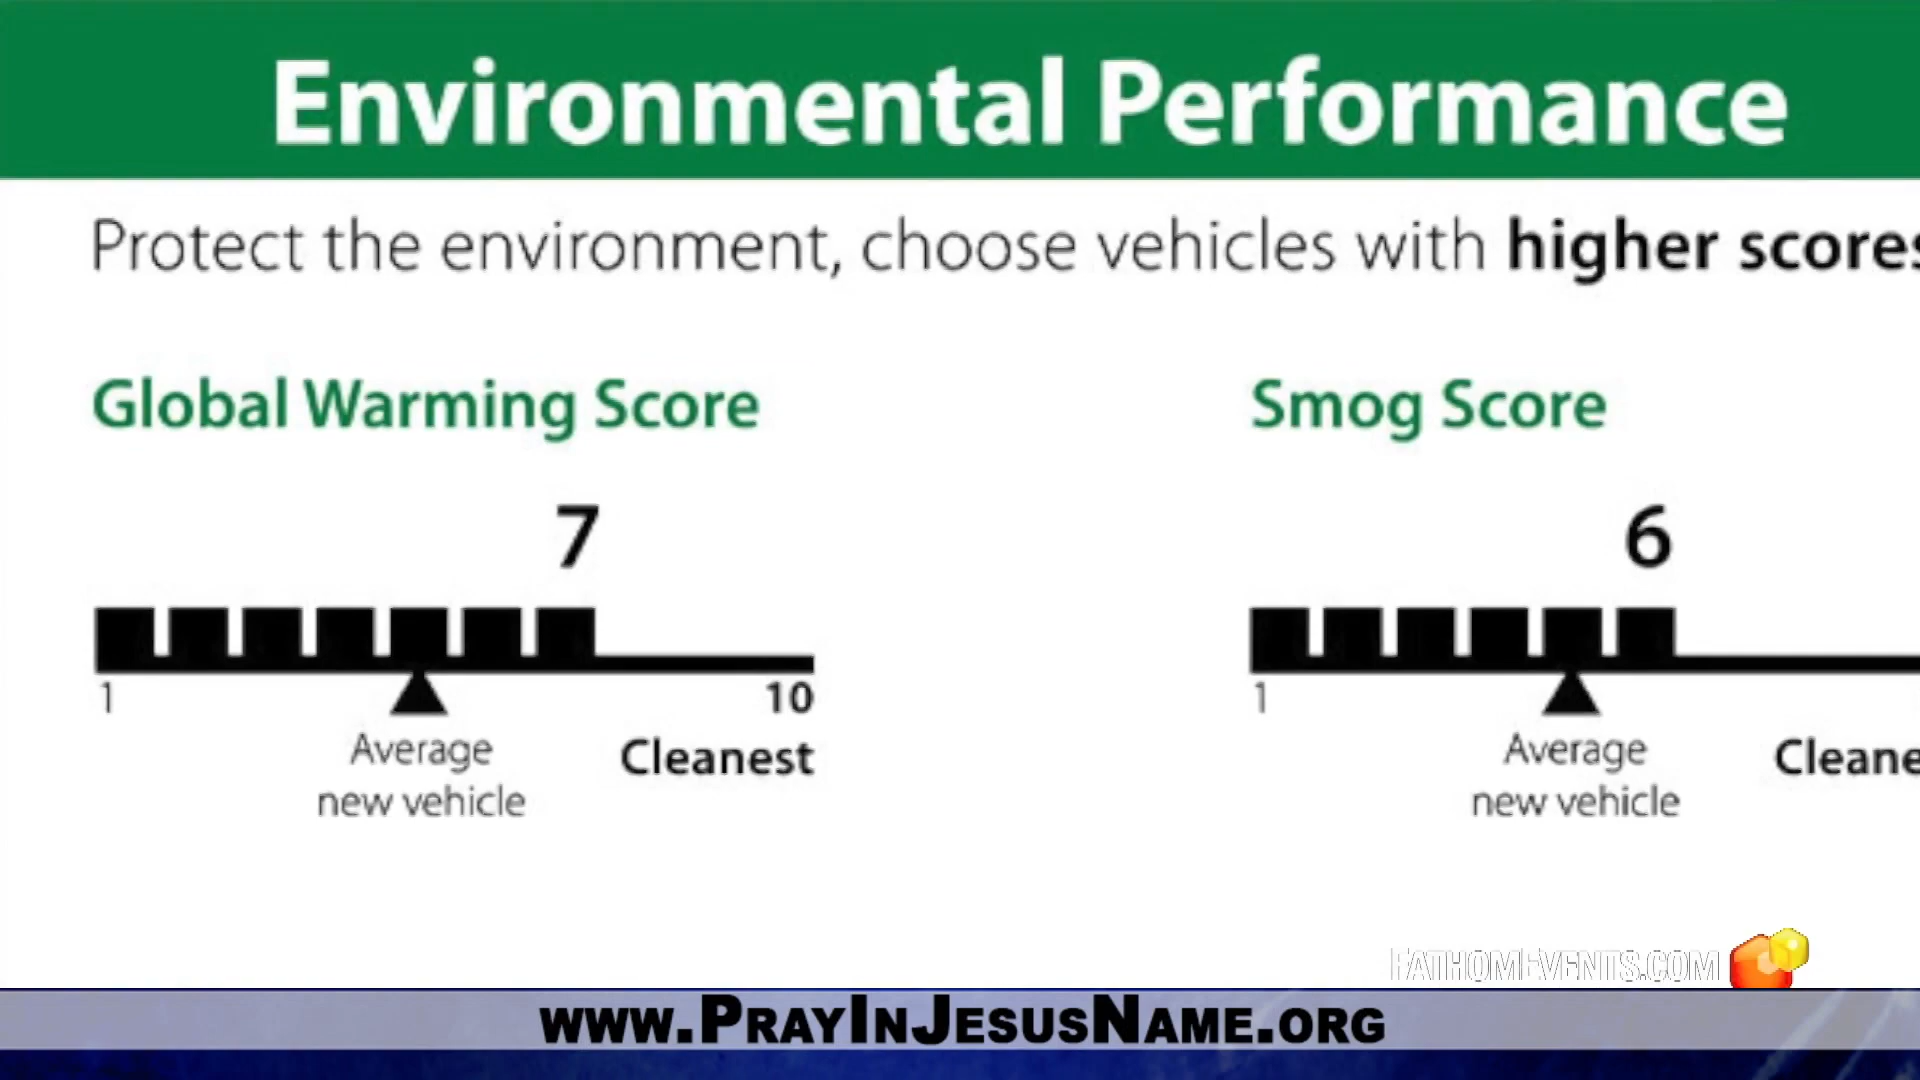 Environmental Performance
Protect the environment, choose vehicles with higher scores
Global Warming Score
Smog Score
7
6
1
10
1
Average
new vehicle
Cleanest
Average
new vehicle
FATHOMEVENTS.COM
WWW.PRAYINJESUSNAME.ORG